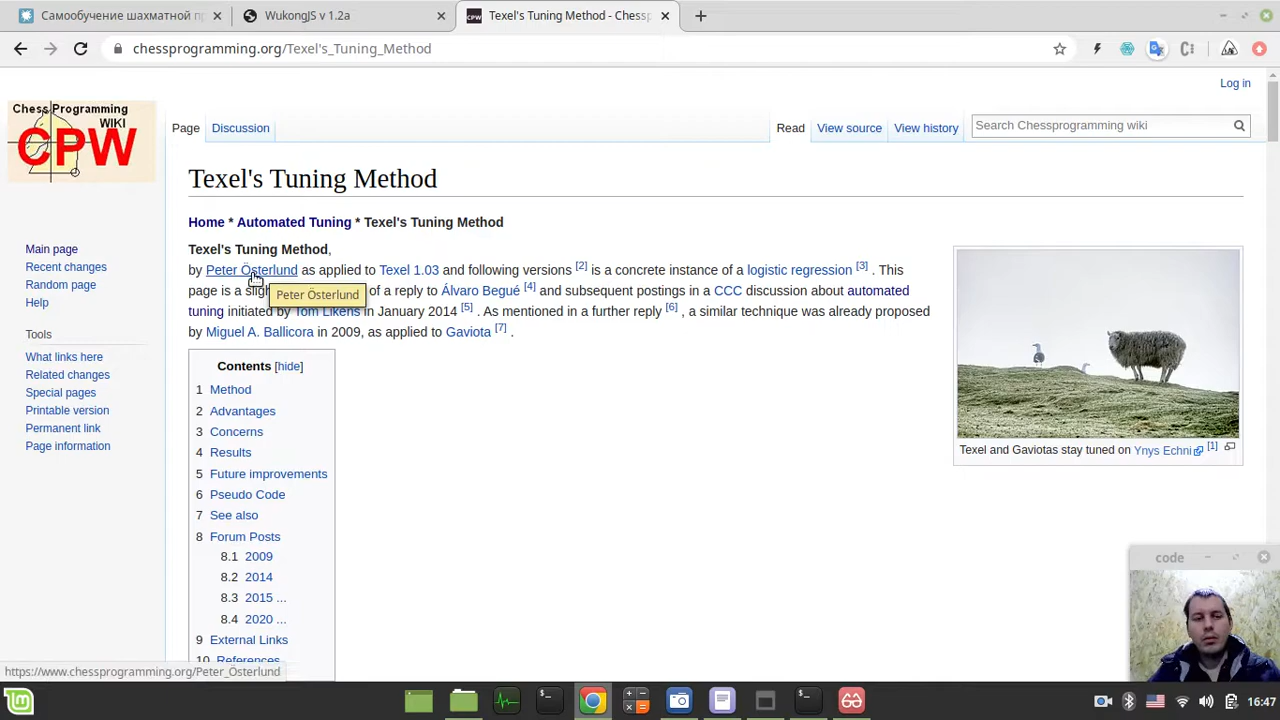 Самообучение шахматной пр
WukongJS v 1.2a
Texel's Tuning Method - Chessp
chessprogramming.org/Texel's_Tuning_Method
Log in
Chess Programming
WIKI
CPW
Page
Discussion
Read
View source
View history
Search Chessprogramming wiki
Texel's Tuning Method
Home * Automated Tuning * Texel's Tuning Method
Texel's Tuning Method,
by Peter Österlund as applied to Texel 1.03 and following versions [2] is a concrete instance of a logistic regression [3] . This
page is a sligh of a reply to Álvaro Begué [4] and subsequent postings in a CCC discussion about automated
tuning initiated by Tom Likens in January 2014 [5] . As mentioned in a further reply [6] , a similar technique was already proposed
by Miguel A. Ballicora in 2009, as applied to Gaviota [7] .
Peter Österlund
Main page
Recent changes
Random page
Help
Tools
What links here
Related changes
Special pages
Printable version
Permanent link
Page information
Contents [hide]
1 Method
2 Advantages
3 Concerns
4 Results
5 Future improvements
6 Pseudo Code
7 See also
8 Forum Posts
8.1 2009
8.2 2014
8.3 2015 ...
8.4 2020 ...
9 External Links
10 References
Texel and Gaviotas stay tuned on Ynys Echni [1]
code
https://www.chessprogramming.org/Peter_Österlund
16:47